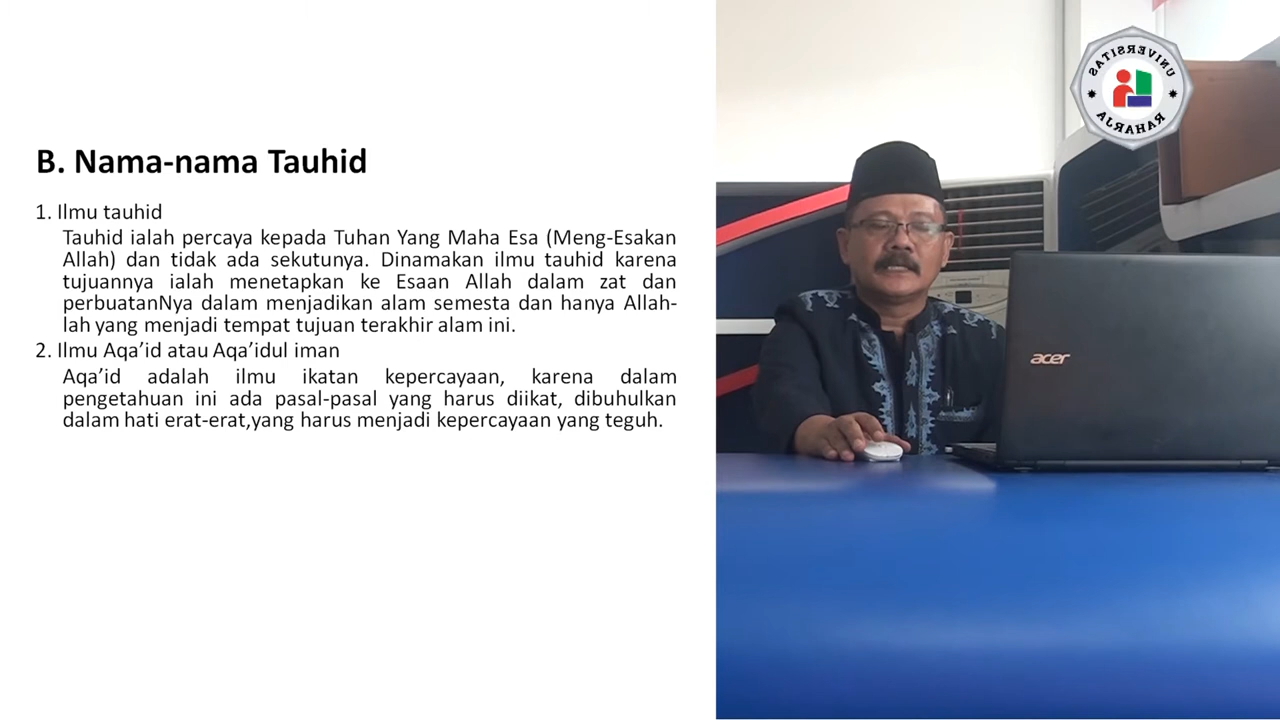 B. Nama-nama Tauhid
1. Ilmu tauhid
Tauhid ialah percaya kepada Tuhan Yang Maha Esa (Meng-Esakan
Allah) dan tidak ada sekutunya. Dinamakan ilmu tauhid karena
tujuannya ialah menetapkan ke Esaan Allah dalam zat dan
perbuatanNya dalam menjadikan alam semesta dan hanya Allah-
lah yang menjadi tempat tujuan terakhir alam ini.
2. Ilmu Aqa’id atau Aqa’idul iman
Aqa’id adalah ilmu ikatan kepercayaan, karena dalam
pengetahuan ini ada pasal-pasal yang harus diikat, dibuhulkan
dalam hati erat-erat,yang harus menjadi kepercayaan yang teguh.
UNIVERSITAS
RAHARJA
acer